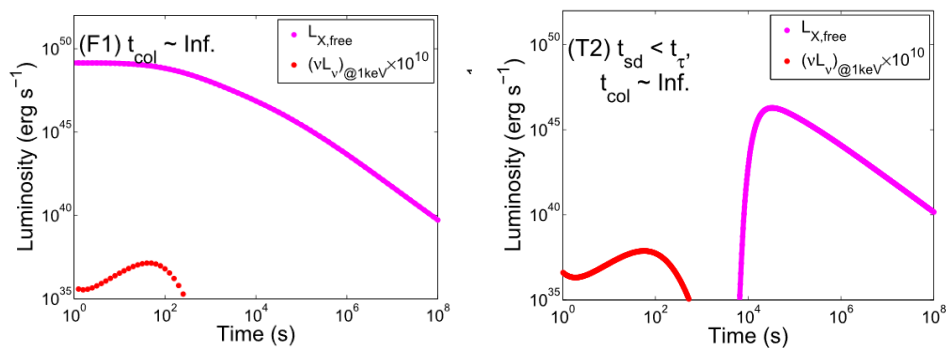 (F1) t_col ~ Inf.
L_X,free
(νL_ν)_@1keV×10^10
10^50
10^45
10^40
10^35
Luminosity (erg s^−1)
10^0 10^2 10^4 10^6 10^8
Time (s)
(T2) t_sd < t_τ,
t_col ~ Inf.
L_X,free
(νL_ν)_@1keV×10^10
10^50
10^45
10^40
10^35
Luminosity (erg s^−1)
10^0 10^2 10^4 10^6 10^8
Time (s)